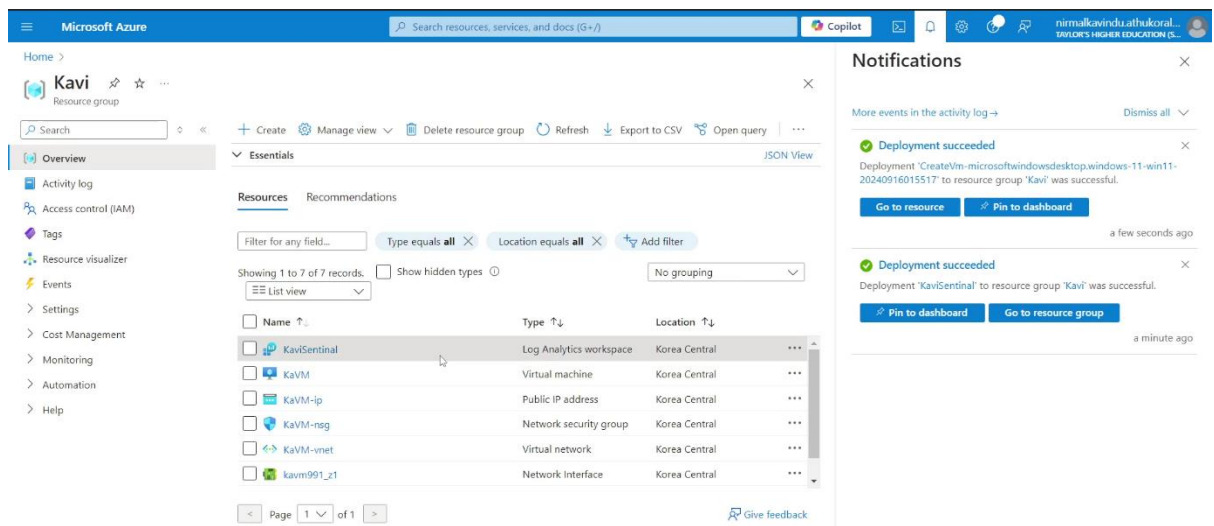 Microsoft Azure
Search resources, services, and docs (G+/)
Copilot
nirmalkavindu.athukoral...
TAYLOR'S HIGHER EDUCATION (S...
Home >
Kavi
Resource group
Search
Overview
Activity log
Access control (IAM)
Tags
Resource visualizer
Events
Settings
Cost Management
Monitoring
Automation
Help
Create
Manage view
Delete resource group
Refresh
Export to CSV
Open query
Essentials
JSON View
Resources
Recommendations
Filter for any field...
Type equals all
Location equals all
Add filter
Showing 1 to 7 of 7 records.
Show hidden types
No grouping
List view
Name
Type
Location
KaviSentinal
Log Analytics workspace
Korea Central
KaVM
Virtual machine
Korea Central
KaVM-ip
Public IP address
Korea Central
KaVM-nsg
Network security group
Korea Central
KaVM-vnet
Virtual network
Korea Central
kavm991_z1
Network Interface
Korea Central
< Page 1 of 1 >
Give feedback
Notifications
More events in the activity log →
Dismiss all
Deployment succeeded
Deployment 'CreateVm-microsoftwindowsdesktop.windows-11-win11-
20240916015517' to resource group 'Kavi' was successful.
Go to resource
Pin to dashboard
a few seconds ago
Deployment succeeded
Deployment 'KaviSentinal' to resource group 'Kavi' was successful.
Pin to dashboard
Go to resource group
a minute ago